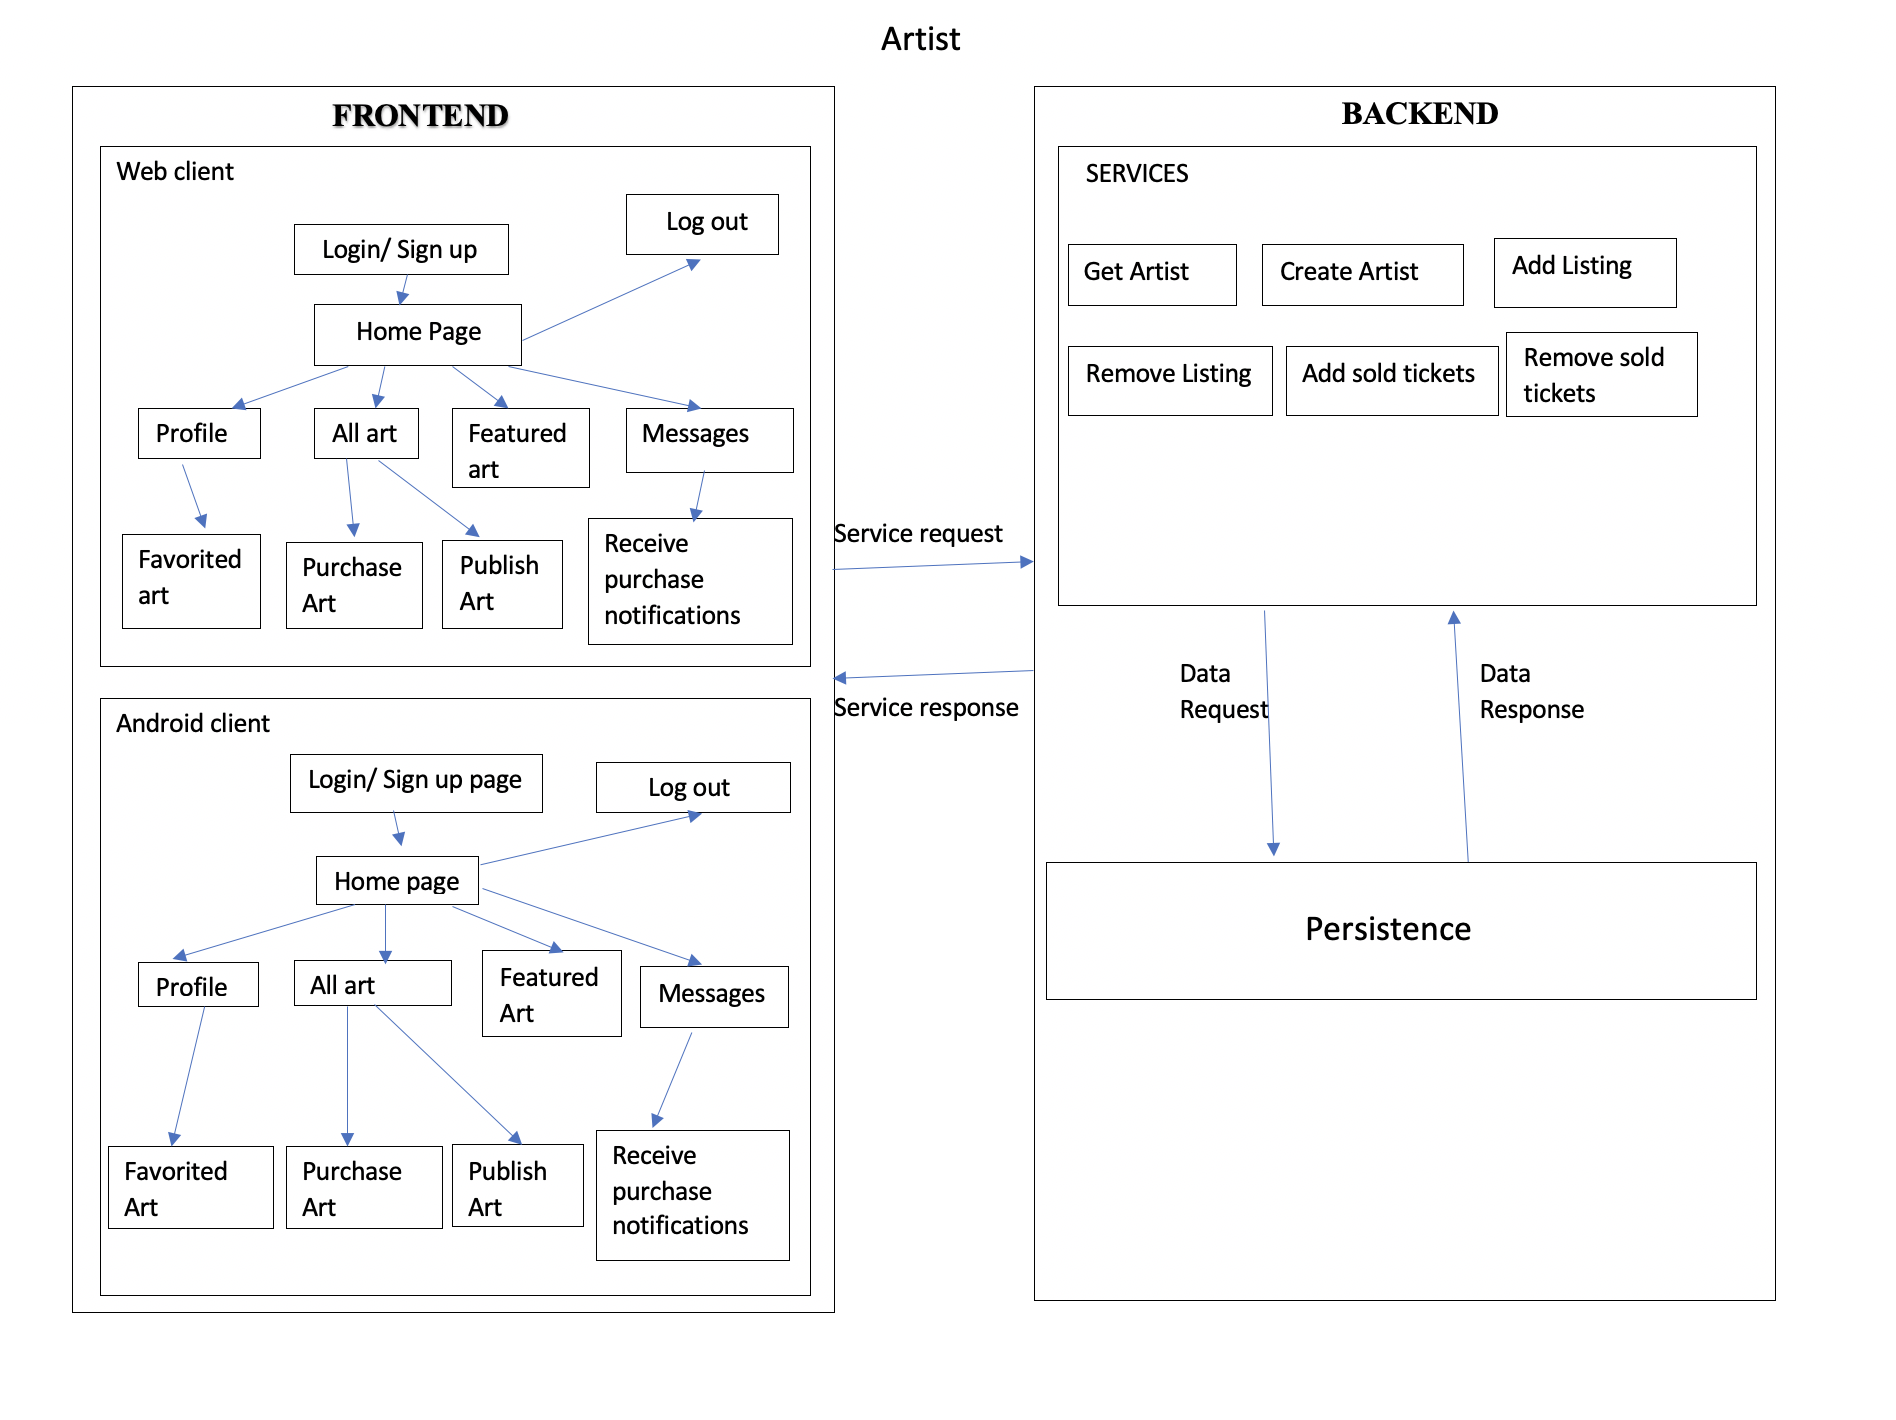 Artist
FRONTEND
Web client
Log out
Login/ Sign up
Home Page
Profile
All art
Featured
art
Messages
Favorited
art
Purchase
Art
Publish
Art
Receive
purchase
notifications
Android client
Login/ Sign up page
Log out
Home page
Profile
All art
Featured
Art
Messages
Favorited
Art
Purchase
Art
Publish
Art
Receive
purchase
notifications
Service request
Service response
BACKEND
SERVICES
Get Artist
Create Artist
Add Listing
Remove Listing
Add sold tickets
Remove sold
tickets
Data
Request
Data
Response
Persistence